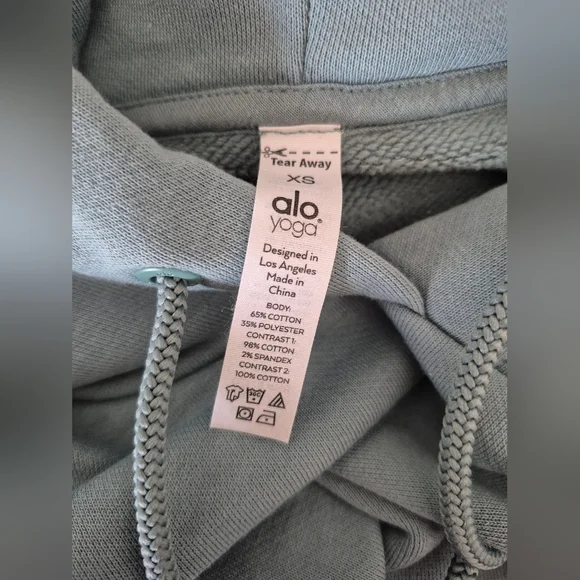 Tear Away
XS
alo
yoga®
Designed in
Los Angeles
Made in
China
BODY:
65% COTTON
35% POLYESTER
CONTRAST 1:
98% COTTON
2% SPANDEX
CONTRAST 2:
100% COTTON